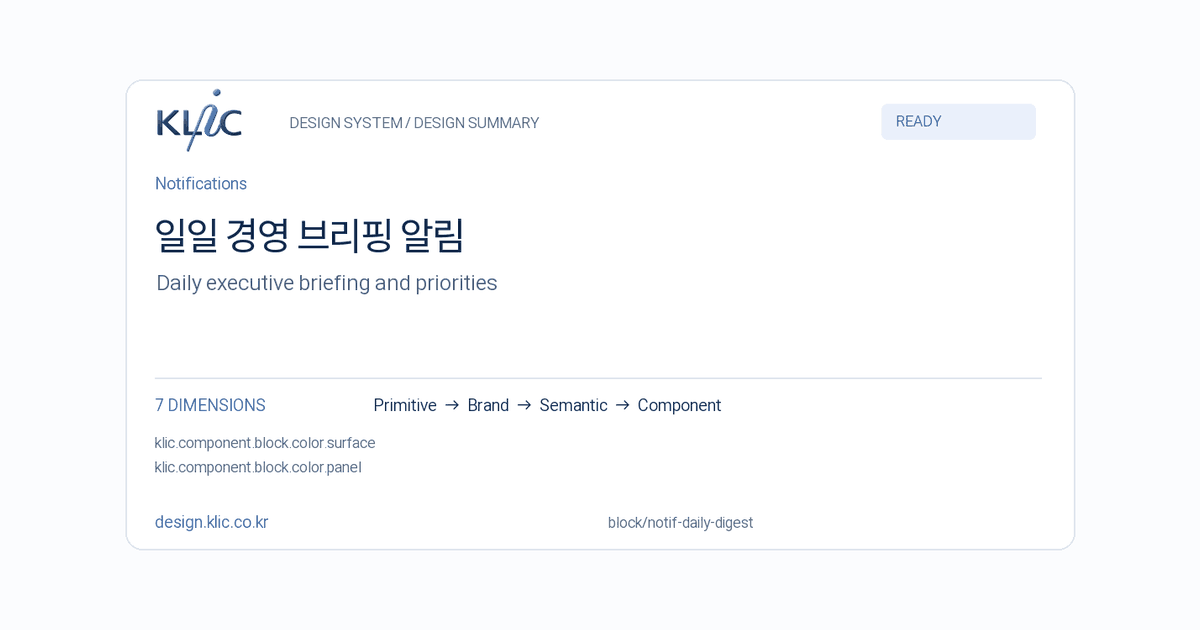 KLiC
DESIGN SYSTEM / DESIGN SUMMARY
READY
Notifications
일일 경영 브리핑 알림
Daily executive briefing and priorities
7 DIMENSIONS
Primitive → Brand → Semantic → Component
klic.component.block.color.surface
klic.component.block.color.panel
design.klic.co.kr
block/notif-daily-digest